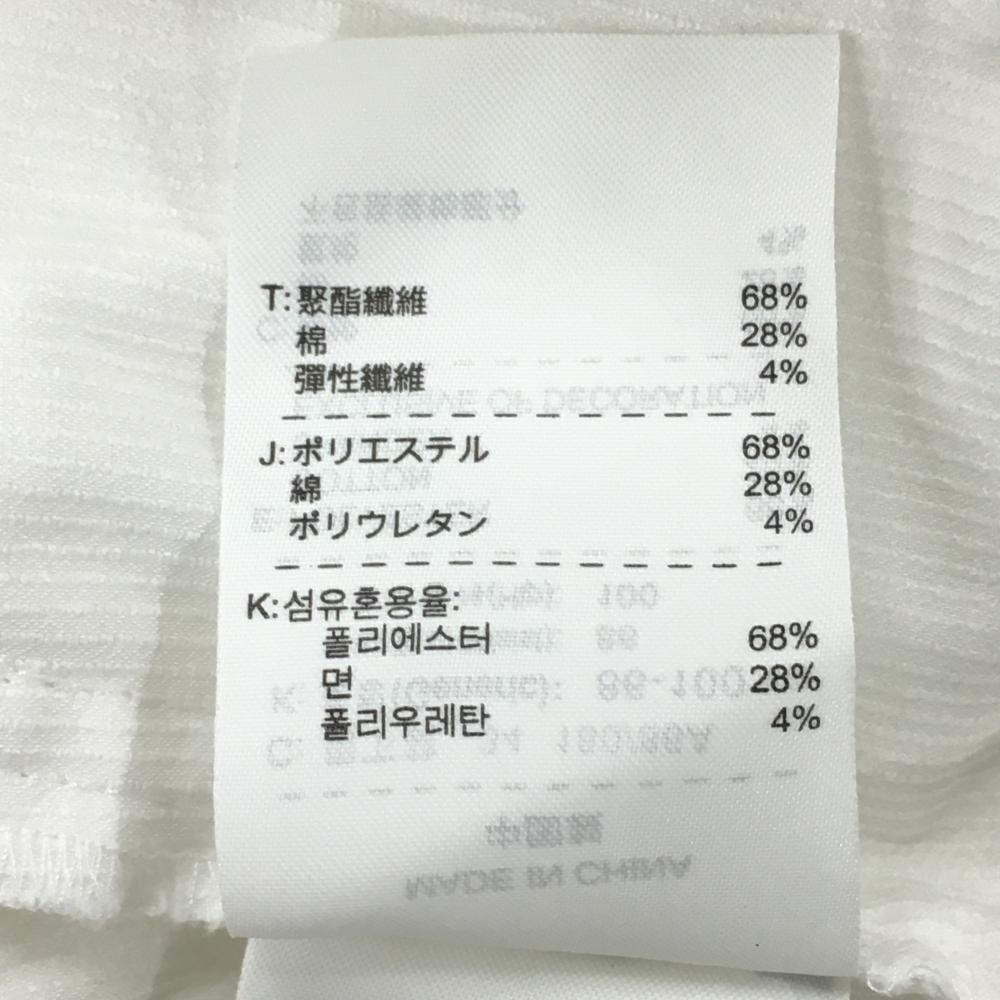 T:聚酯纖維 68%
棉 28%
彈性纖維 4%
J:ポリエステル 68%
綿 28%
ポリウレタン 4%
K:섬유혼용율:
폴리에스터 68%
면 28%
폴리우레탄 4%